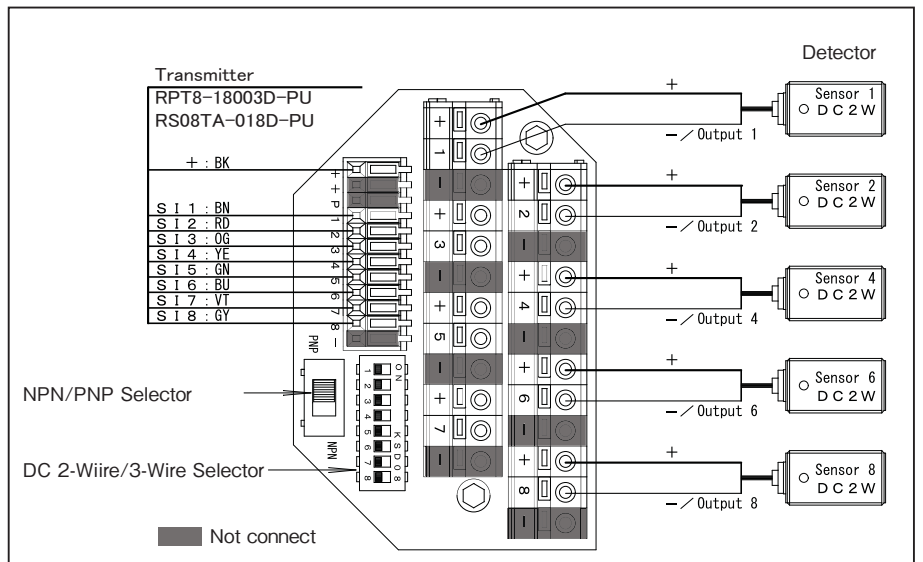 Detector
Transmitter
RPT8-18003D-PU
RS08TA-018D-PU
+ : BK
SI1 : BN
SI2 : RD
SI3 : OG
SI4 : YE
SI5 : GN
SI6 : BU
SI7 : VT
SI8 : GY
+
+
P
1
2
3
4
5
6
7
8
−
PNP
NPN
NPN/PNP Selector
DC 2-Wiire/3-Wire Selector
ON
1
2
3
4
5
6
7
8
KSD08
+
1
−
+
3
−
+
5
−
+
7
−
+
2
−
+
4
−
+
6
−
+
8
−
+
−/Output 1
Sensor 1
DC2W
+
−/Output 2
Sensor 2
DC2W
+
−/Output 4
Sensor 4
DC2W
+
−/Output 6
Sensor 6
DC2W
+
−/Output 8
Sensor 8
DC2W
Not connect